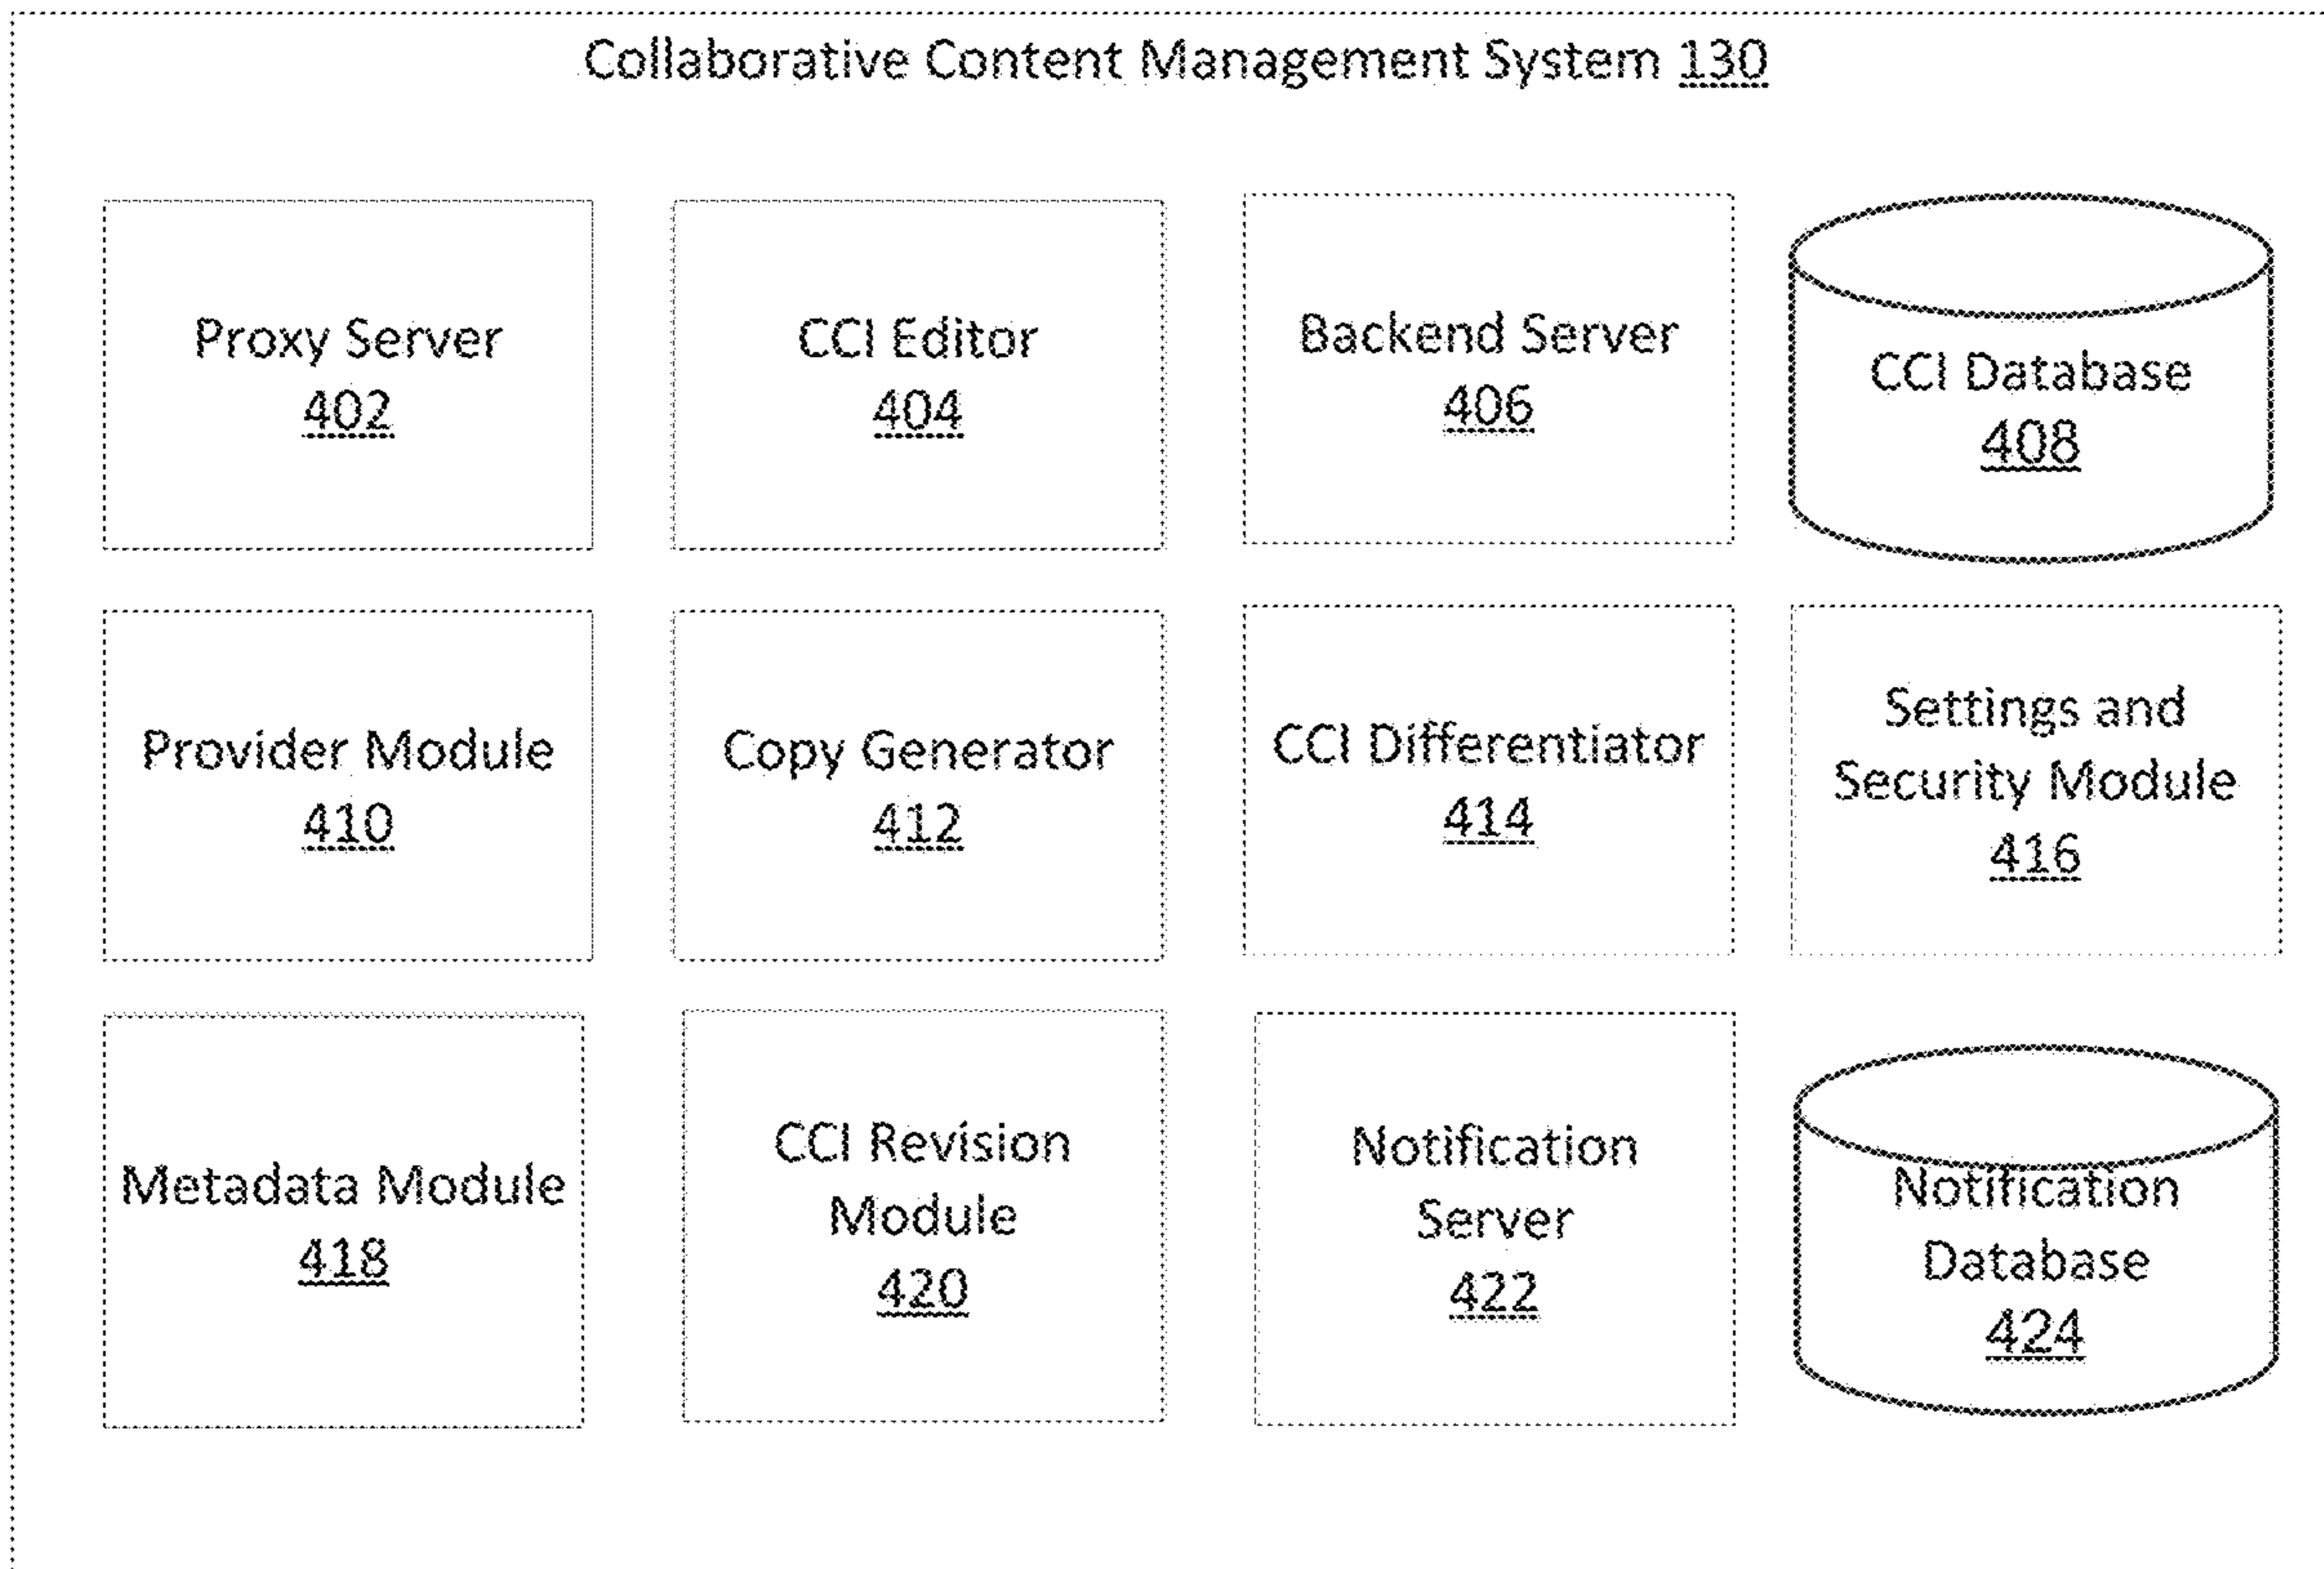 Collaborative Content Management System 130
Proxy Server
402
CCI Editor
404
Backend Server
406
CCI Database
408
Provider Module
410
Copy Generator
412
CCI Differentiator
414
Settings and
Security Module
416
Metadata Module
418
CCI Revision
Module
420
Notification
Server
422
Notification
Database
424